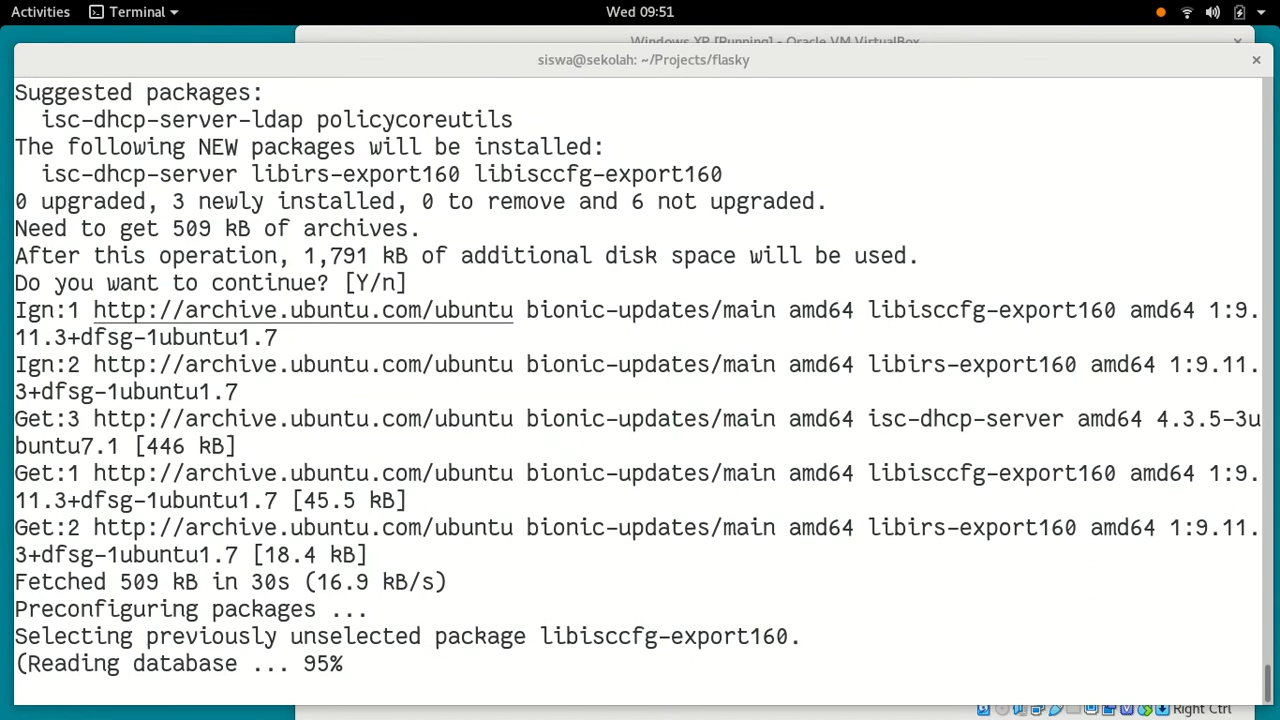 Activities Terminal Wed 09:51
Windows XP [Running] - Oracle VM VirtualBox
siswa@sekolah: ~/Projects/flasky
Suggested packages:
isc-dhcp-server-ldap policycoreutils
The following NEW packages will be installed:
isc-dhcp-server libirs-export160 libisccfg-export160
0 upgraded, 3 newly installed, 0 to remove and 6 not upgraded.
Need to get 509 kB of archives.
After this operation, 1,791 kB of additional disk space will be used.
Do you want to continue? [Y/n]
Ign:1 http://archive.ubuntu.com/ubuntu bionic-updates/main amd64 libisccfg-export160 amd64 1:9.
11.3+dfsg-1ubuntu1.7
Ign:2 http://archive.ubuntu.com/ubuntu bionic-updates/main amd64 libirs-export160 amd64 1:9.11.
3+dfsg-1ubuntu1.7
Get:3 http://archive.ubuntu.com/ubuntu bionic-updates/main amd64 isc-dhcp-server amd64 4.3.5-3u
buntu7.1 [446 kB]
Get:1 http://archive.ubuntu.com/ubuntu bionic-updates/main amd64 libisccfg-export160 amd64 1:9.
11.3+dfsg-1ubuntu1.7 [45.5 kB]
Get:2 http://archive.ubuntu.com/ubuntu bionic-updates/main amd64 libirs-export160 amd64 1:9.11.
3+dfsg-1ubuntu1.7 [18.4 kB]
Fetched 509 kB in 30s (16.9 kB/s)
Preconfiguring packages ...
Selecting previously unselected package libisccfg-export160.
(Reading database ... 95%
Right Ctrl